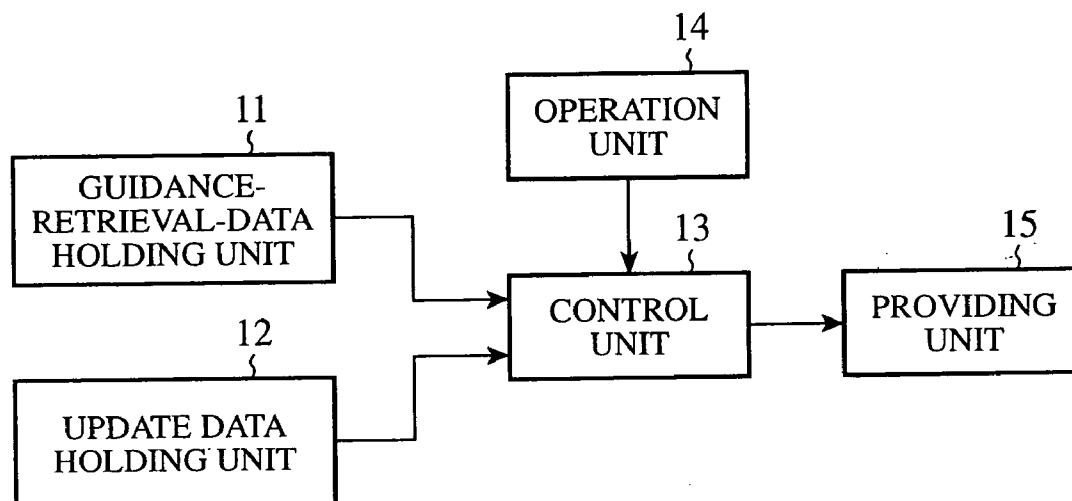 14
OPERATION
UNIT
11
GUIDANCE-
RETRIEVAL-DATA
HOLDING UNIT
13
CONTROL
UNIT
15
PROVIDING
UNIT
12
UPDATE DATA
HOLDING UNIT